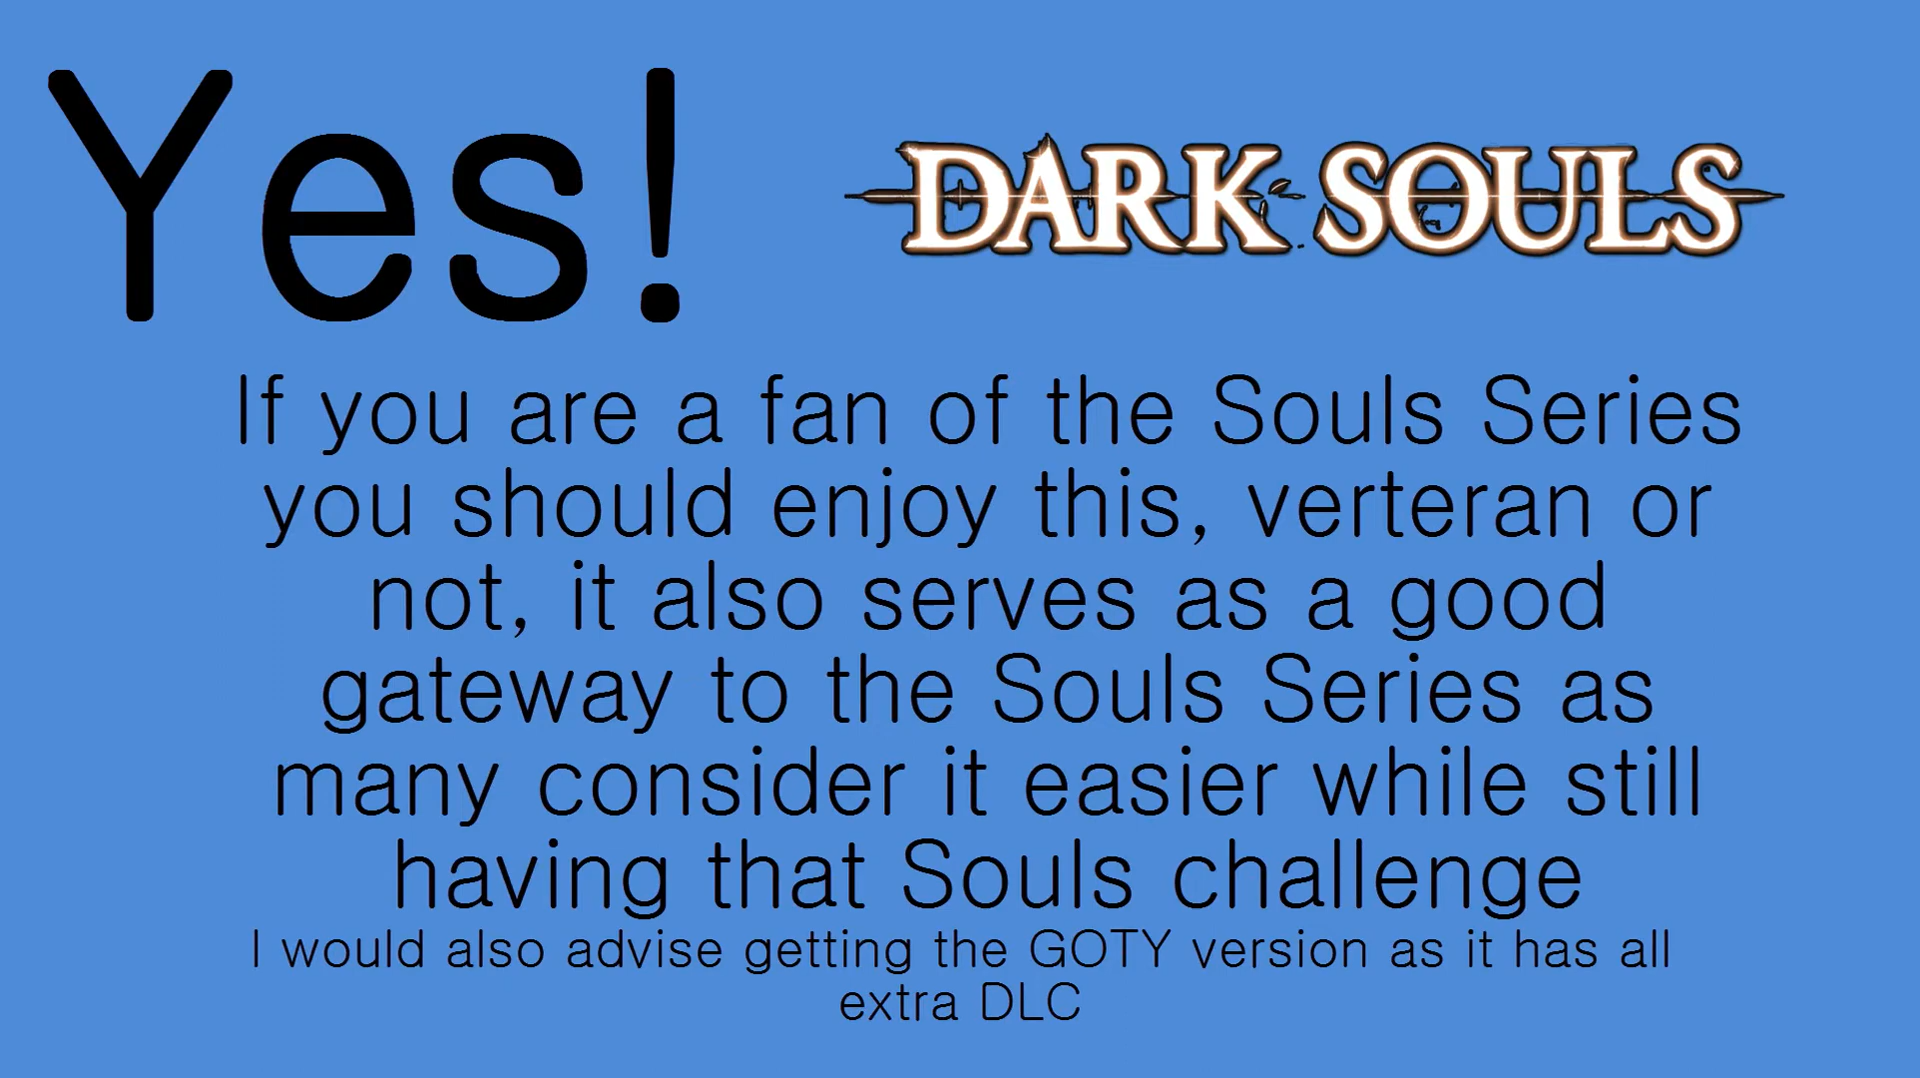 Yes!
DARK SOULS
If you are a fan of the Souls Series
you should enjoy this, verteran or
not, it also serves as a good
gateway to the Souls Series as
many consider it easier while still
having that Souls challenge
I would also advise getting the GOTY version as it has all
extra DLC